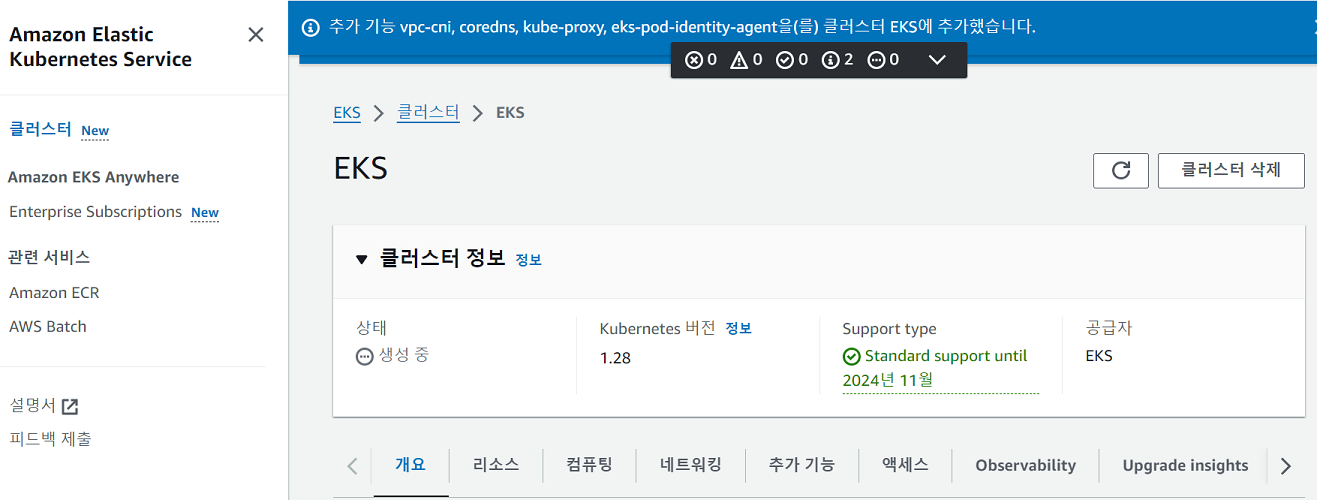 Amazon Elastic
Kubernetes Service
클러스터 New
Amazon EKS Anywhere
Enterprise Subscriptions New
관련 서비스
Amazon ECR
AWS Batch
설명서
피드백 제출
추가 기능 vpc-cni, coredns, kube-proxy, eks-pod-identity-agent을(를) 클러스터 EKS에 추가했습니다.
0 0 0 2 0
EKS 클러스터 EKS
EKS
클러스터 삭제
클러스터 정보 정보
상태
생성 중
Kubernetes 버전 정보
1.28
Support type
Standard support until
2024년 11월
공급자
EKS
개요 리소스 컴퓨팅 네트워킹 추가 기능 액세스 Observability Upgrade insights